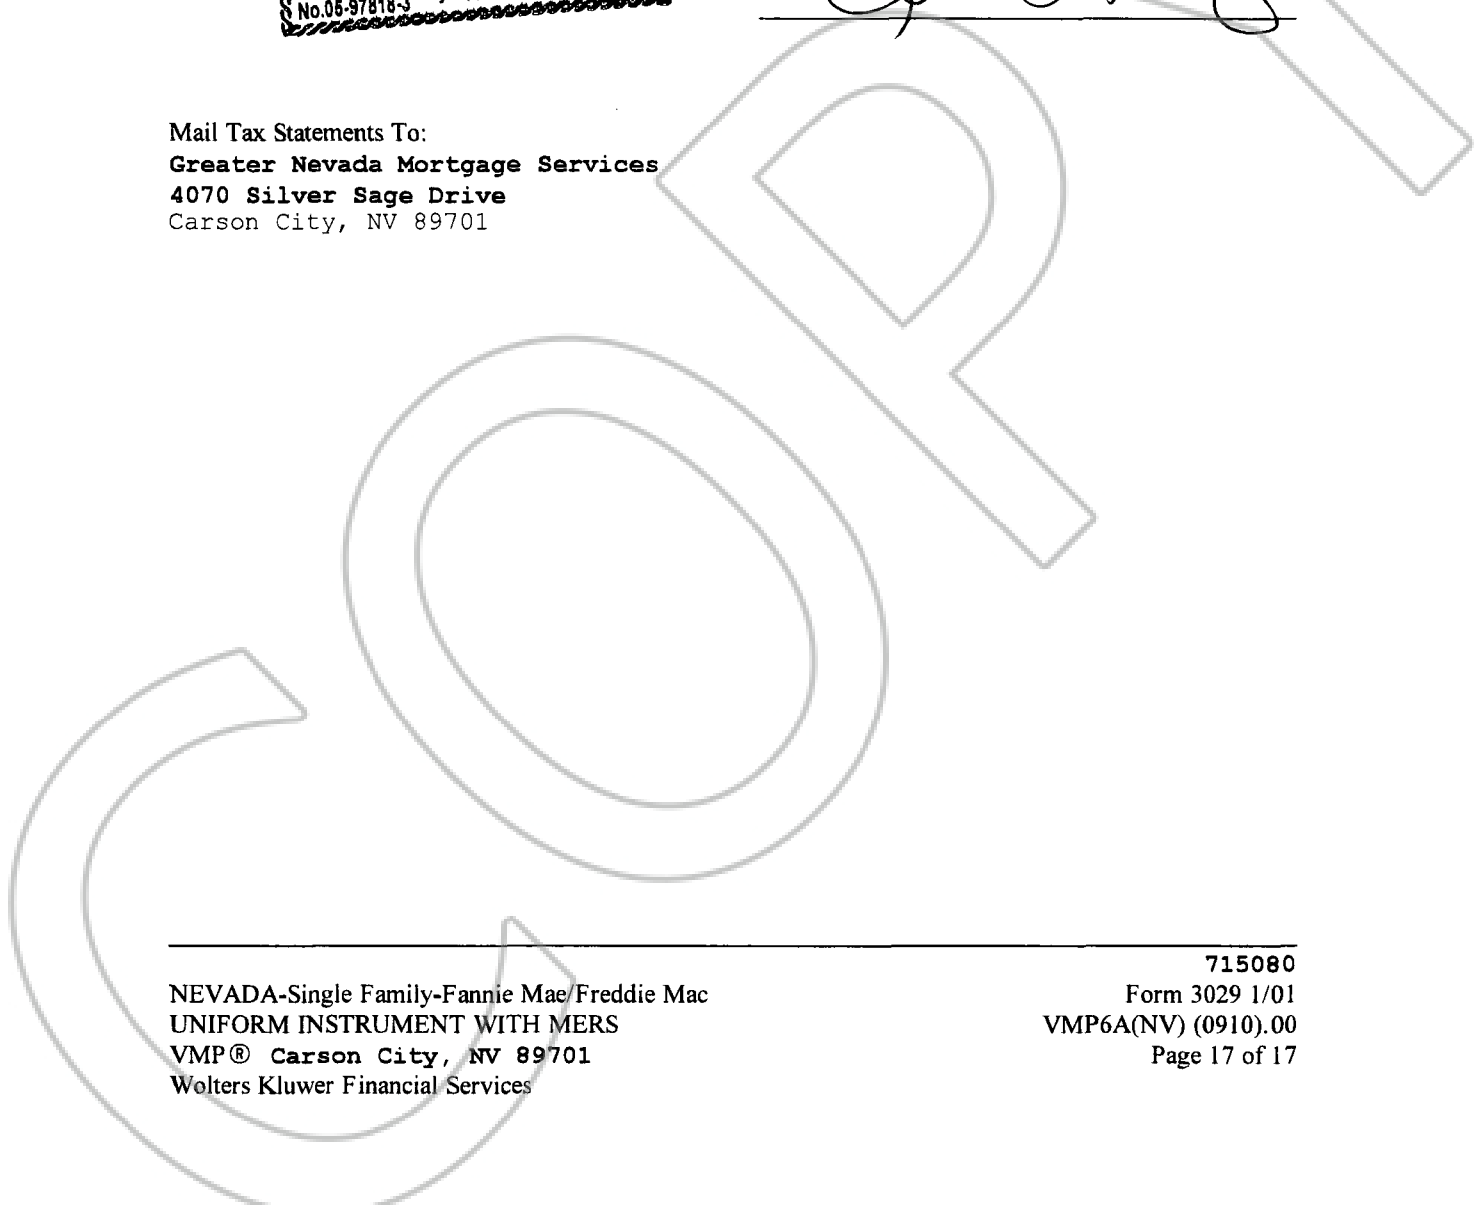 No.05-97818-3
Mail Tax Statements To:
Greater Nevada Mortgage Services
4070 Silver Sage Drive
Carson City, NV 89701
COPY
715080
NEVADA-Single Family-Fannie Mae/Freddie Mac
Form 3029 1/01
UNIFORM INSTRUMENT WITH MERS
VMP6A(NV) (0910).00
VMP® Carson City, NV 89701
Page 17 of 17
Wolters Kluwer Financial Services